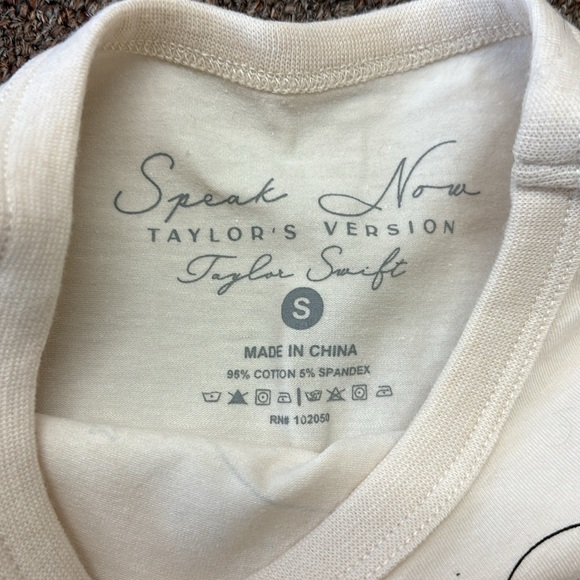 Speak Now
TAYLOR'S VERSION
Taylor Swift
S
MADE IN CHINA
95% COTTON 5% SPANDEX
RN# 102050